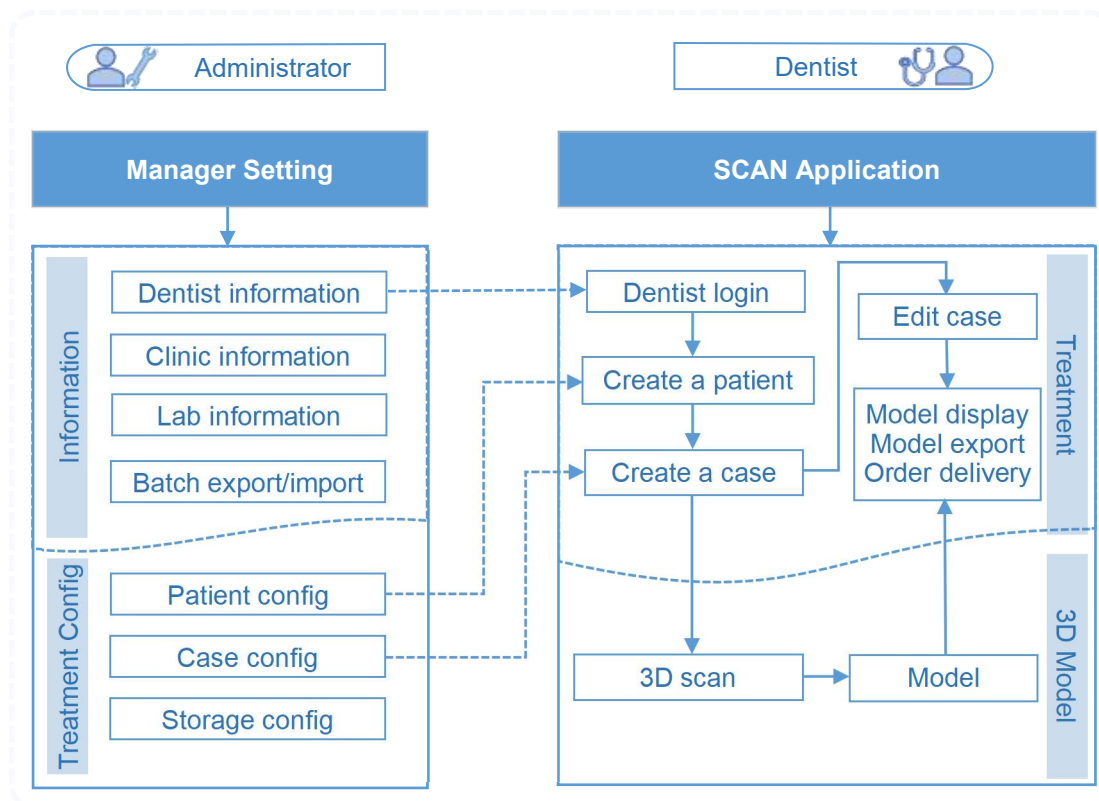 Administrator
Dentist
Manager Setting
SCAN Application
Information
Dentist information
Clinic information
Lab information
Batch export/import
Treatment Config
Patient config
Case config
Storage config
Dentist login
Create a patient
Create a case
Edit case
Model display
Model export
Order delivery
Treatment
3D scan
Model
3D Model